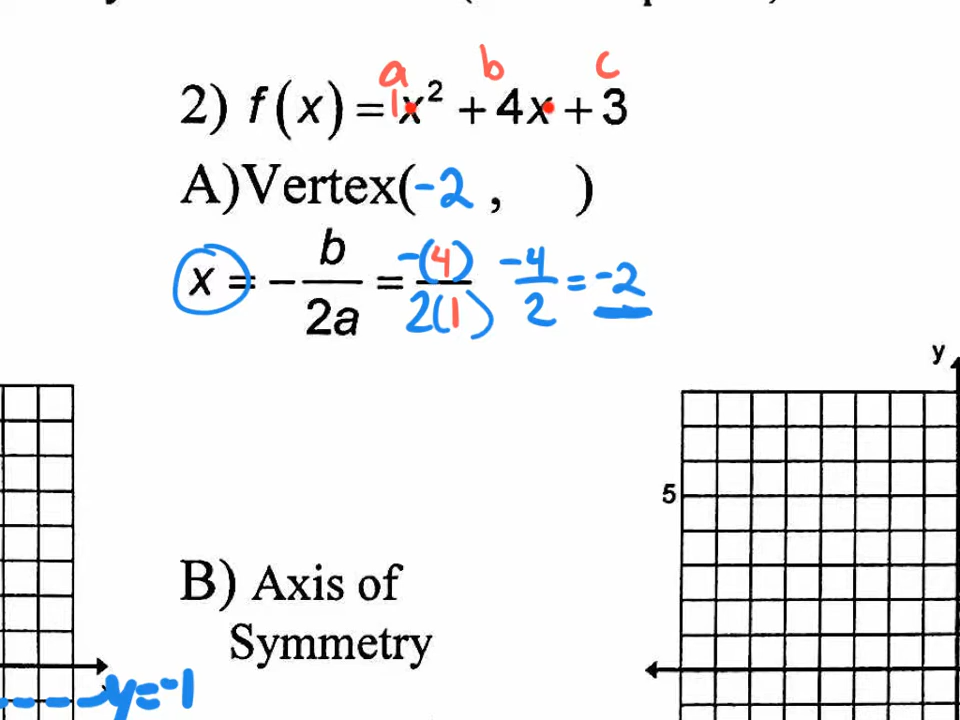 a b c
2) f(x) = 1x² + 4x + 3
A) Vertex(-2 , )
x = - b/2a = -(4)/2(1) -4/2 = -2
y
5
B) Axis of
Symmetry
y=-1